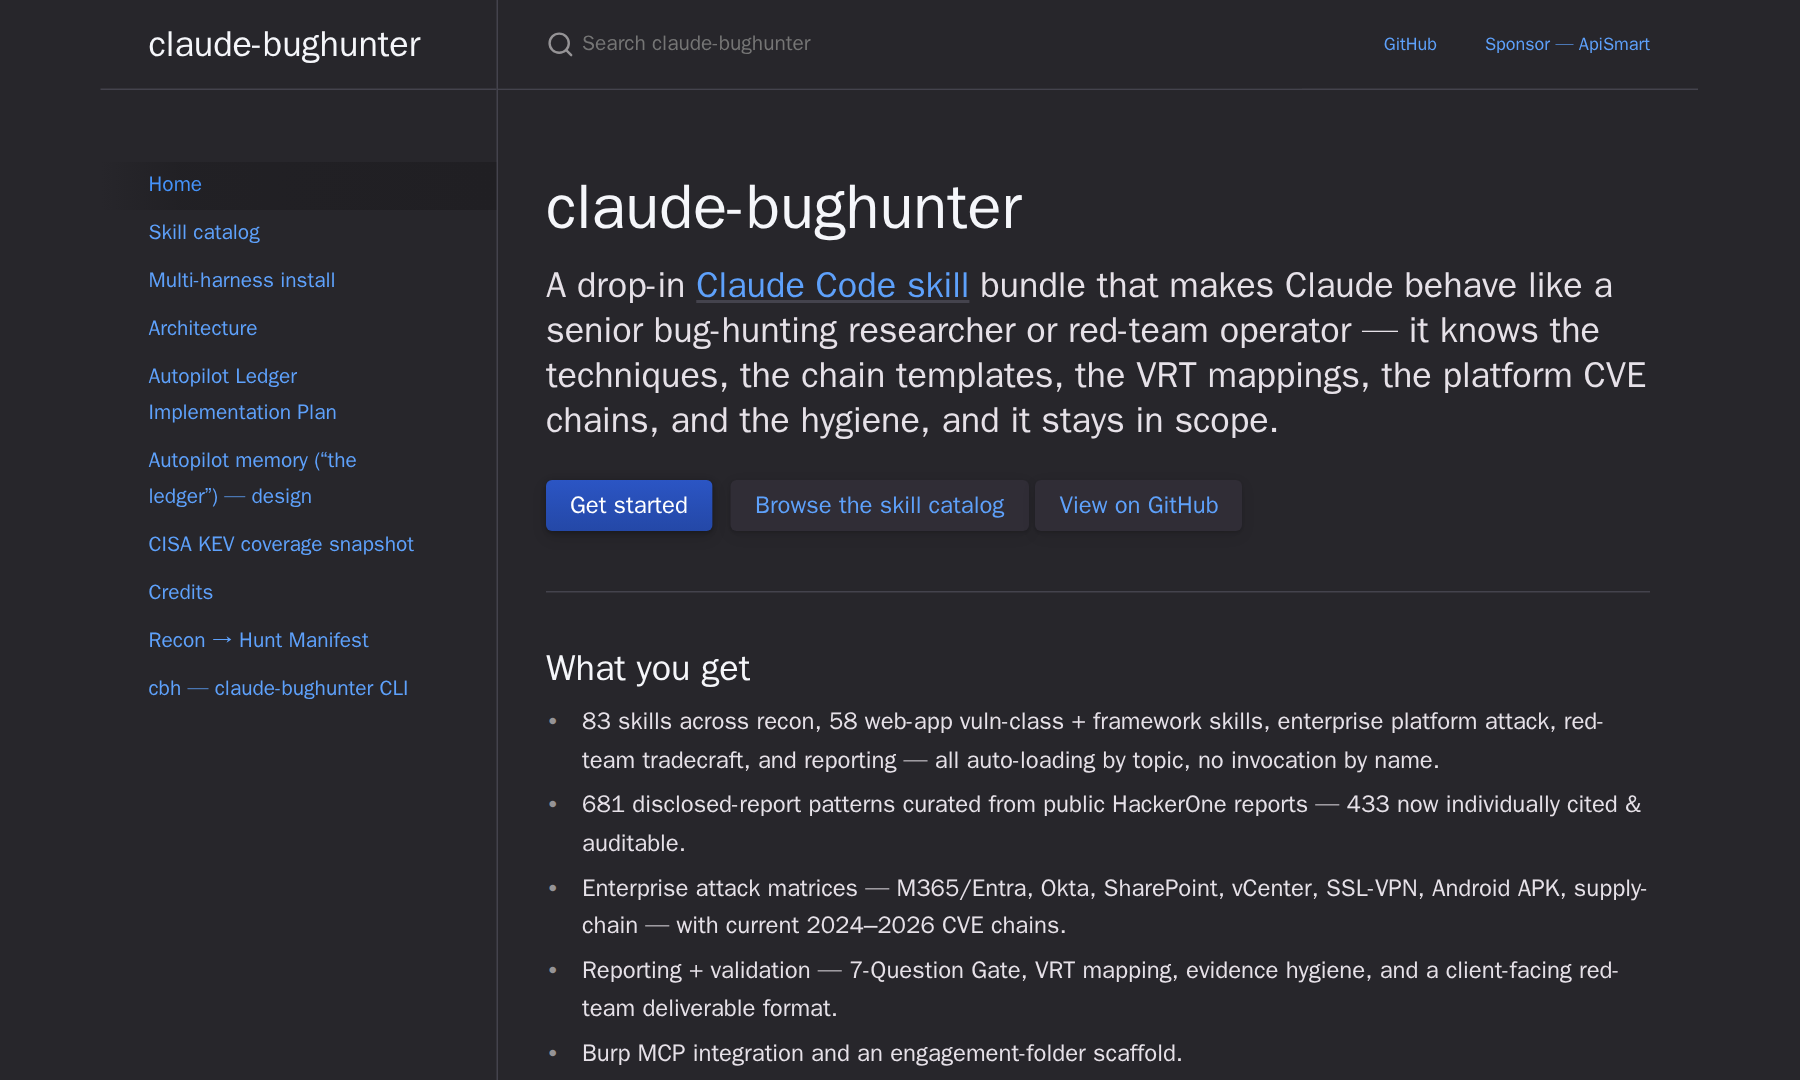 claude-bughunter
Search claude-bughunter
GitHub
Sponsor — ApiSmart
Home
Skill catalog
Multi-harness install
Architecture
Autopilot Ledger
Implementation Plan
Autopilot memory (“the
ledger”) — design
CISA KEV coverage snapshot
Credits
Recon → Hunt Manifest
cbh — claude-bughunter CLI
claude-bughunter
A drop-in Claude Code skill bundle that makes Claude behave like a
senior bug-hunting researcher or red-team operator — it knows the
techniques, the chain templates, the VRT mappings, the platform CVE
chains, and the hygiene, and it stays in scope.
Get started
Browse the skill catalog
View on GitHub
What you get
• 83 skills across recon, 58 web-app vuln-class + framework skills, enterprise platform attack, red-
team tradecraft, and reporting — all auto-loading by topic, no invocation by name.
• 681 disclosed-report patterns curated from public HackerOne reports — 433 now individually cited &
auditable.
• Enterprise attack matrices — M365/Entra, Okta, SharePoint, vCenter, SSL-VPN, Android APK, supply-
chain — with current 2024–2026 CVE chains.
• Reporting + validation — 7-Question Gate, VRT mapping, evidence hygiene, and a client-facing red-
team deliverable format.
• Burp MCP integration and an engagement-folder scaffold.